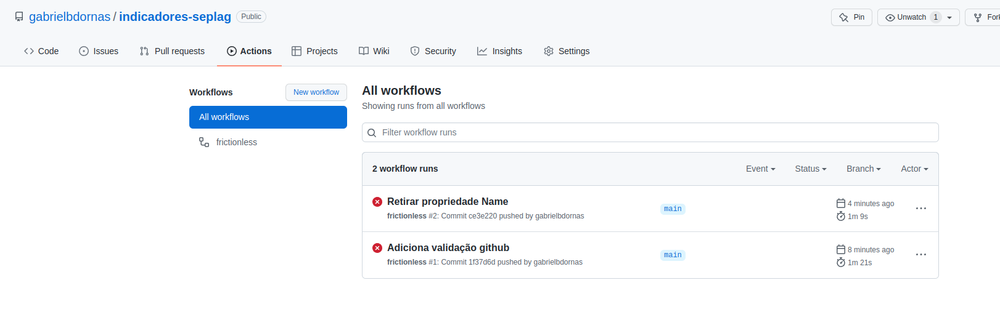 gabrielbdornas / indicadores-seplag Public
Pin Unwatch 1
Code Issues Pull requests Actions Projects Wiki Security Insights Settings
Workflows
New workflow
All workflows
frictionless
All workflows
Showing runs from all workflows
Filter workflow runs
2 workflow runs Event Status Branch Actor
Retirar propriedade Name
frictionless #2: Commit ce3e220 pushed by gabrielbdornas
main
4 minutes ago
1m 9s
Adiciona validação github
frictionless #1: Commit 1f37d6d pushed by gabrielbdornas
main
8 minutes ago
1m 21s